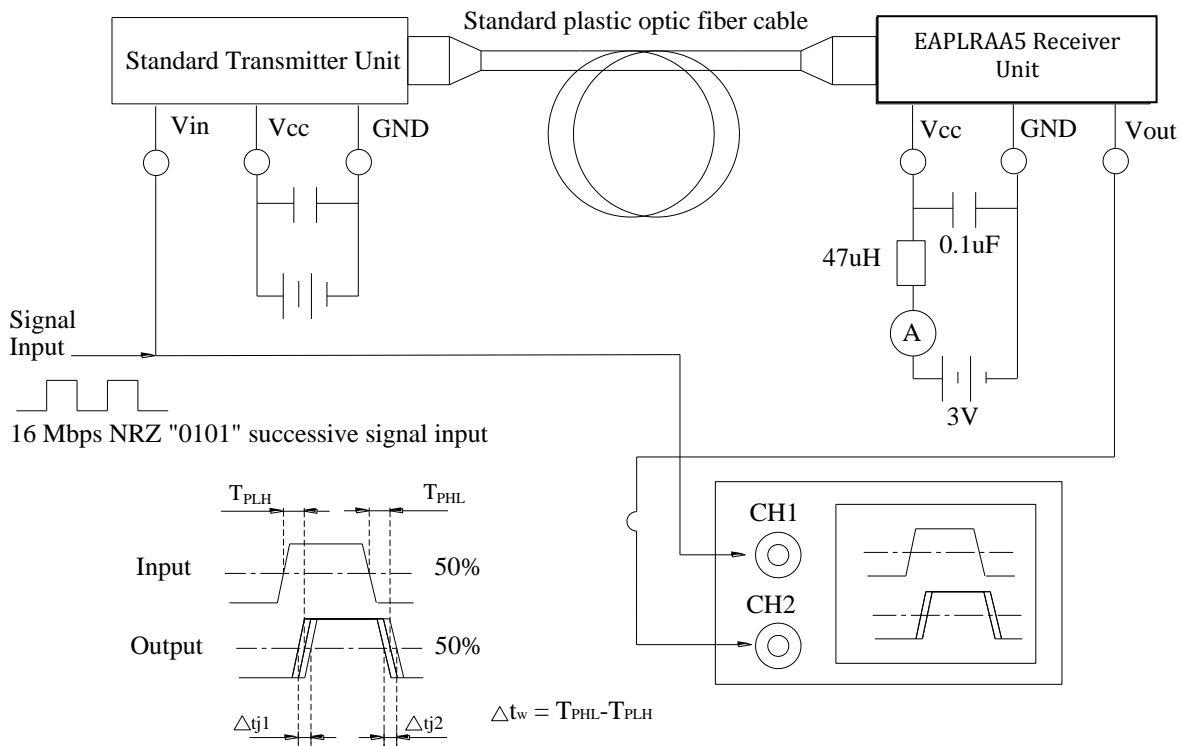 Standard plastic optic fiber cable
Standard Transmitter Unit
EAPLRAA5 Receiver
Unit
Vin
Vcc
GND
Vcc
GND
Vout
0.1uF
47uH
A
3V
Signal
Input
16 Mbps NRZ "0101" successive signal input
TPLH
TPHL
Input
50%
Output
50%
△tj1
△tj2
△tw = TPHL-TPLH
CH1
CH2